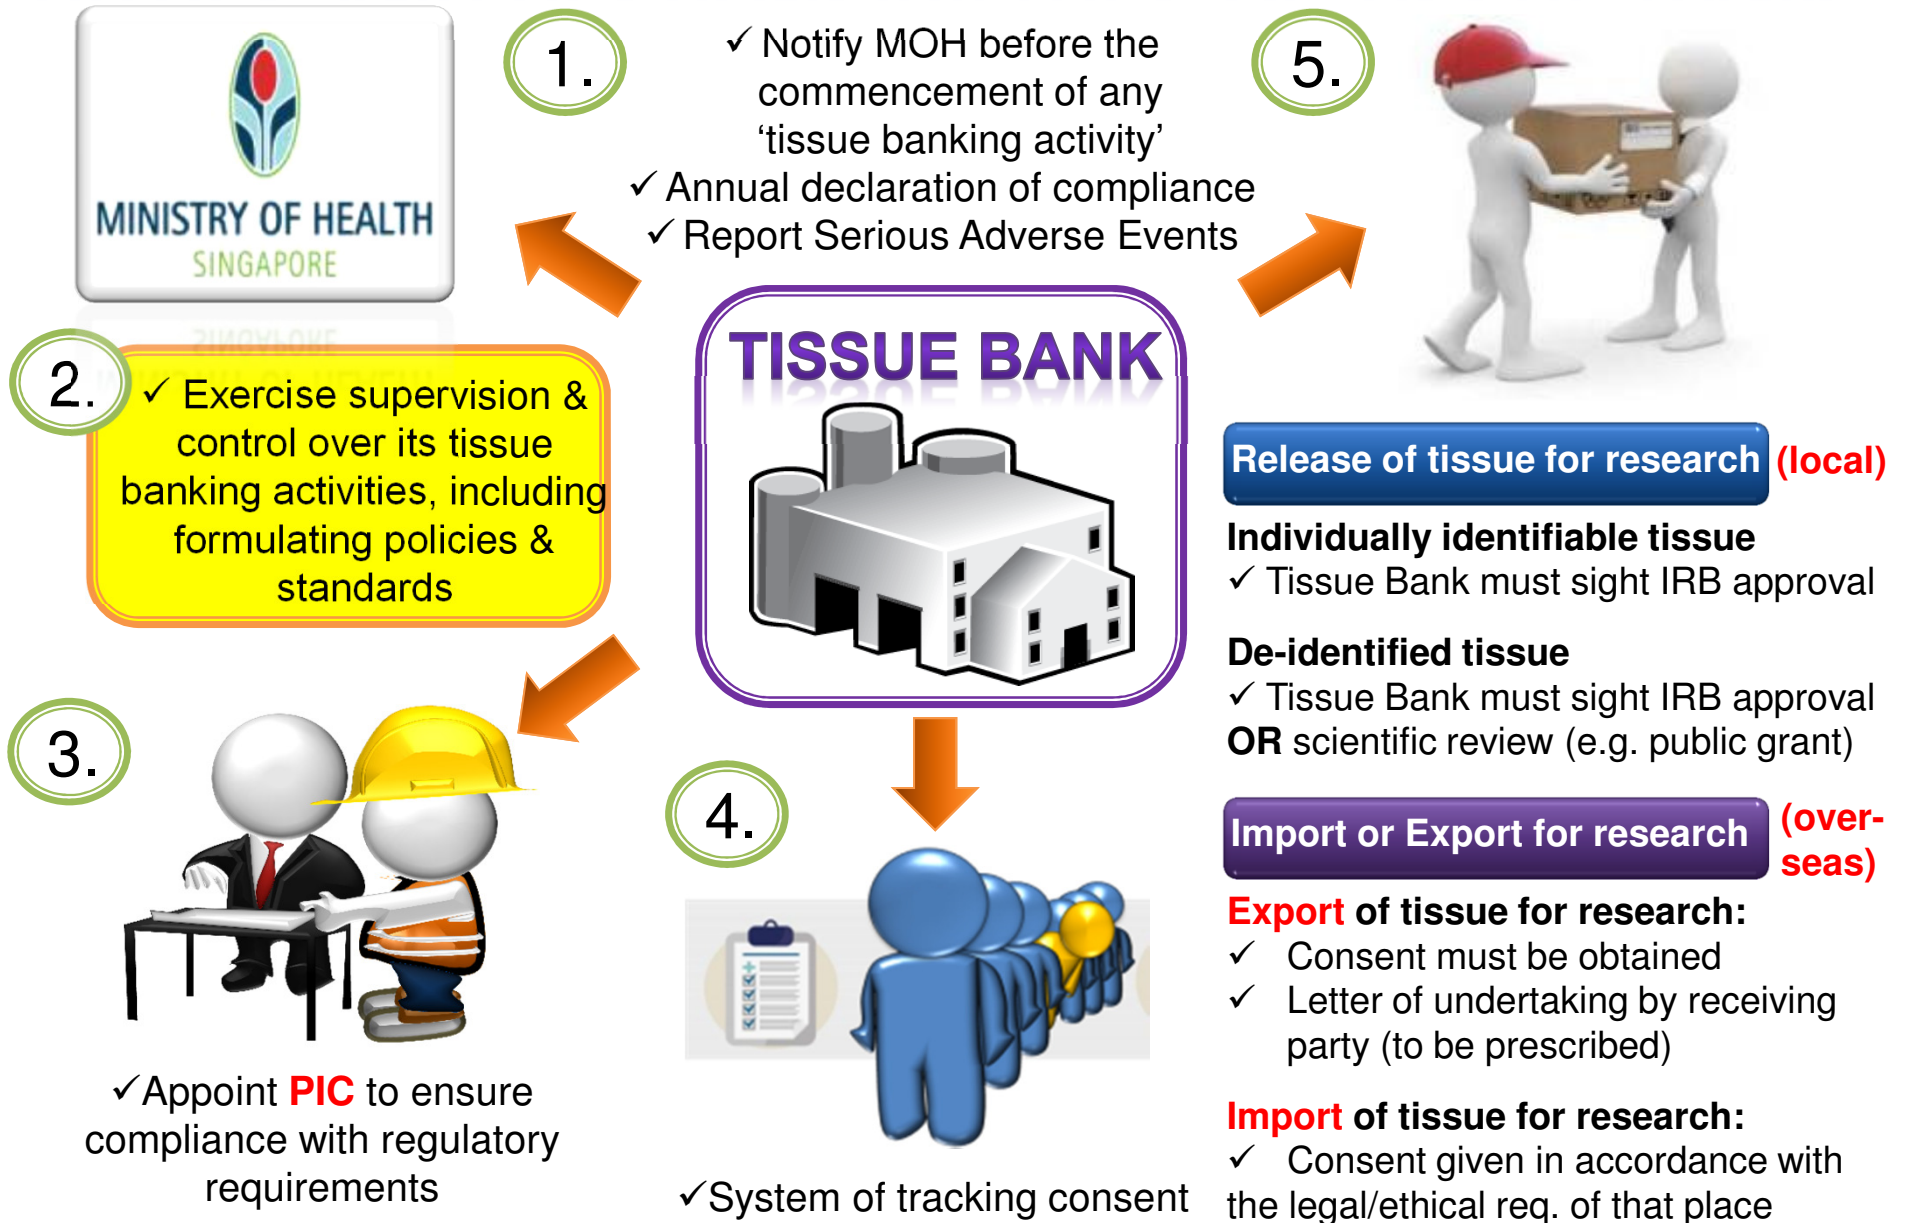 MINISTRY OF HEALTH
SINGAPORE
1.
✓ Notify MOH before the
commencement of any
‘tissue banking activity’
✓ Annual declaration of compliance
✓ Report Serious Adverse Events
2.
✓ Exercise supervision &
control over its tissue
banking activities, including
formulating policies &
standards
TISSUE BANK
3.
✓Appoint PIC to ensure
compliance with regulatory
requirements
4.
✓System of tracking consent
5.
Release of tissue for research (local)
Individually identifiable tissue
✓ Tissue Bank must sight IRB approval
De-identified tissue
✓ Tissue Bank must sight IRB approval
OR scientific review (e.g. public grant)
Import or Export for research (over-
seas)
Export of tissue for research:
✓ Consent must be obtained
✓ Letter of undertaking by receiving
party (to be prescribed)
Import of tissue for research:
✓ Consent given in accordance with
the legal/ethical req. of that place